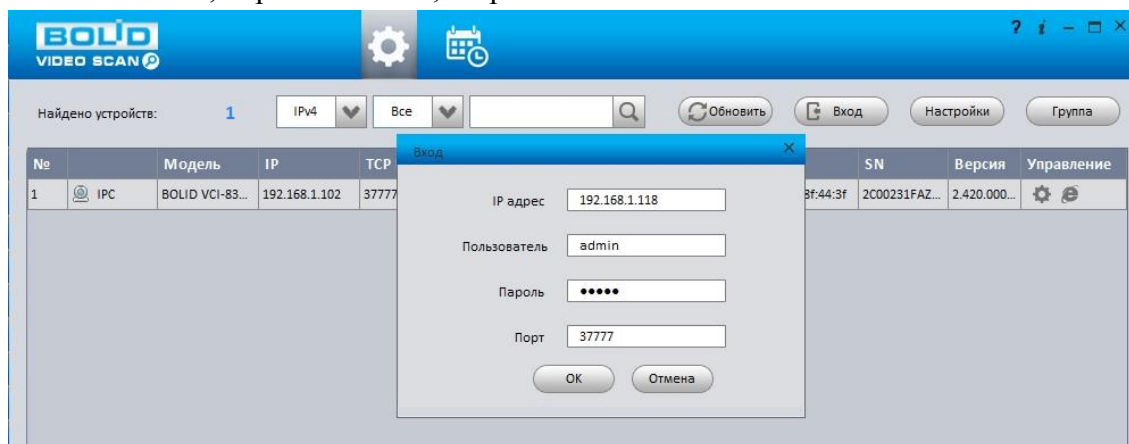 BOLID
VIDEO SCAN
? i
Найдено устройств: 1 IPv4 Все Обновить Вход Настройки Группа
№ Модель IP TCP SN Версия Управление
1 IPC BOLID VCI-83... 192.168.1.102 37777 8f:44:3f 2C00231FAZ... 2.420.000...
Вход
IP адрес 192.168.1.118
Пользователь admin
Пароль •••••
Порт 37777
OK Отмена